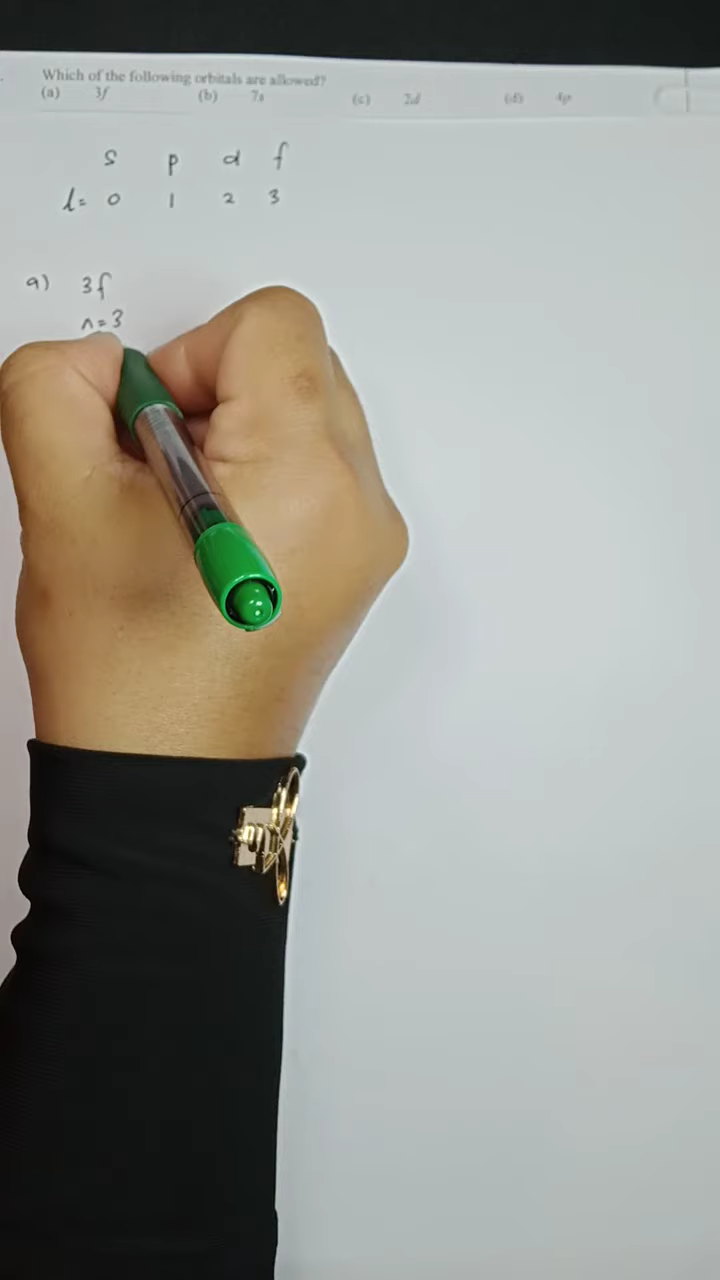 Which of the following orbitals are allowed?
(a) 3f (b) 7s (c) 2d (d) 4p
s p d f
l= 0 1 2 3
a) 3f
n=3